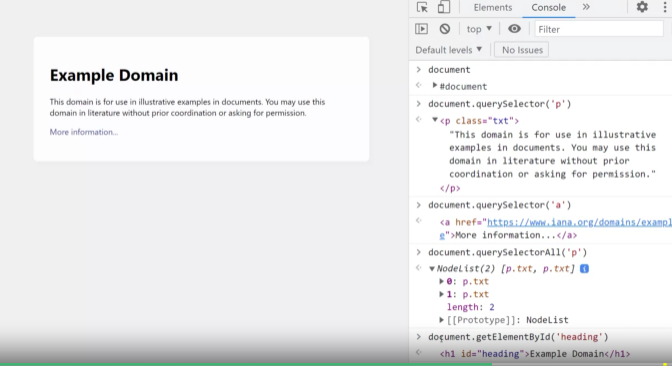 Elements Console »
top ▼ Filter
Default levels ▼ No Issues
Example Domain
This domain is for use in illustrative examples in documents. You may use this
domain in literature without prior coordination or asking for permission.
More information...
> document
▶#document
> document.querySelector('p')
▼<p class="txt">
"This domain is for use in illustrative
examples in documents. You may use this
domain in literature without prior
coordination or asking for permission."
</p>
> document.querySelector('a')
<a href="https://www.iana.org/domains/exampl
e">More information...</a>
> document.querySelectorAll('p')
▼NodeList(2) [p.txt, p.txt] i
▶0: p.txt
▶1: p.txt
length: 2
▶[[Prototype]]: NodeList
> document.getElementById('heading')
<h1 id="heading">Example Domain</h1>